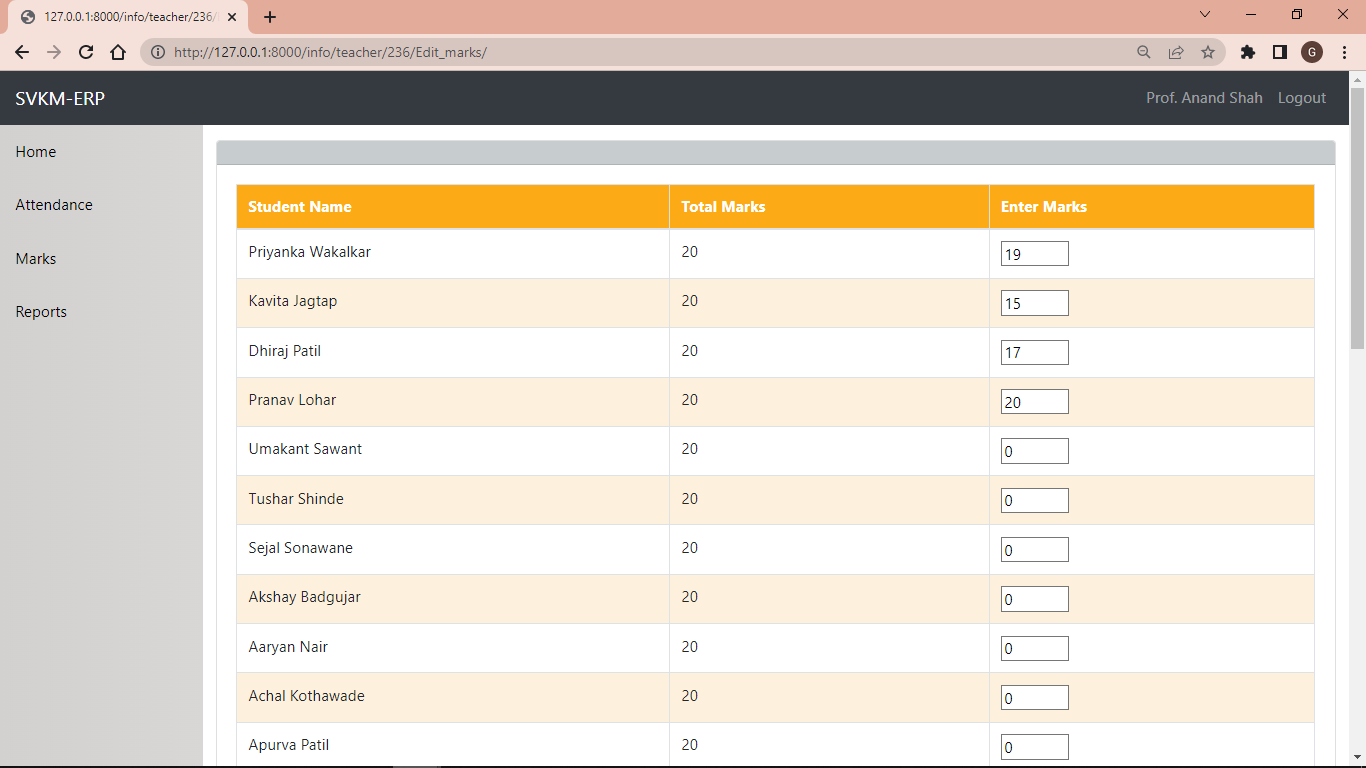 127.0.0.1:8000/info/teacher/236/
http://127.0.0.1:8000/info/teacher/236/Edit_marks/
G
SVKM-ERP
Prof. Anand Shah Logout
Home
Attendance
Marks
Reports
Student Name Total Marks Enter Marks
Priyanka Wakalkar 20 19
Kavita Jagtap 20 15
Dhiraj Patil 20 17
Pranav Lohar 20 20
Umakant Sawant 20 0
Tushar Shinde 20 0
Sejal Sonawane 20 0
Akshay Badgujar 20 0
Aaryan Nair 20 0
Achal Kothawade 20 0
Apurva Patil 20 0